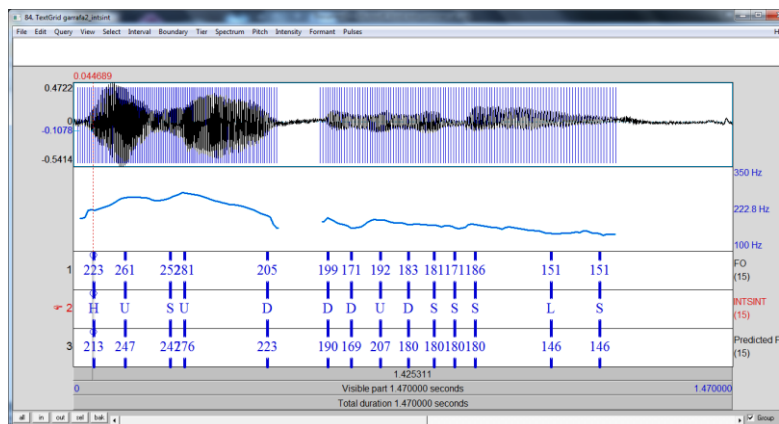 84. TextGrid garrafa2_intsint
File Edit Query View Select Interval Boundary Tier Spectrum Pitch Intensity Formant Pulses H
0.044689
0.4722
0
-0.1078
-0.5414
350 Hz
222.8 Hz
100 Hz
1 223 261 252 281 205 199 171 192 183 181 171 186 151 151 FO
(15)
2 H U S U D D D U D S S S L S INTSINT
(15)
3 213 247 242 276 223 190 169 207 180 180 180 180 146 146 Predicted F
(15)
1.425311
0 Visible part 1.470000 seconds 1.470000
Total duration 1.470000 seconds
all in out sel bak Group